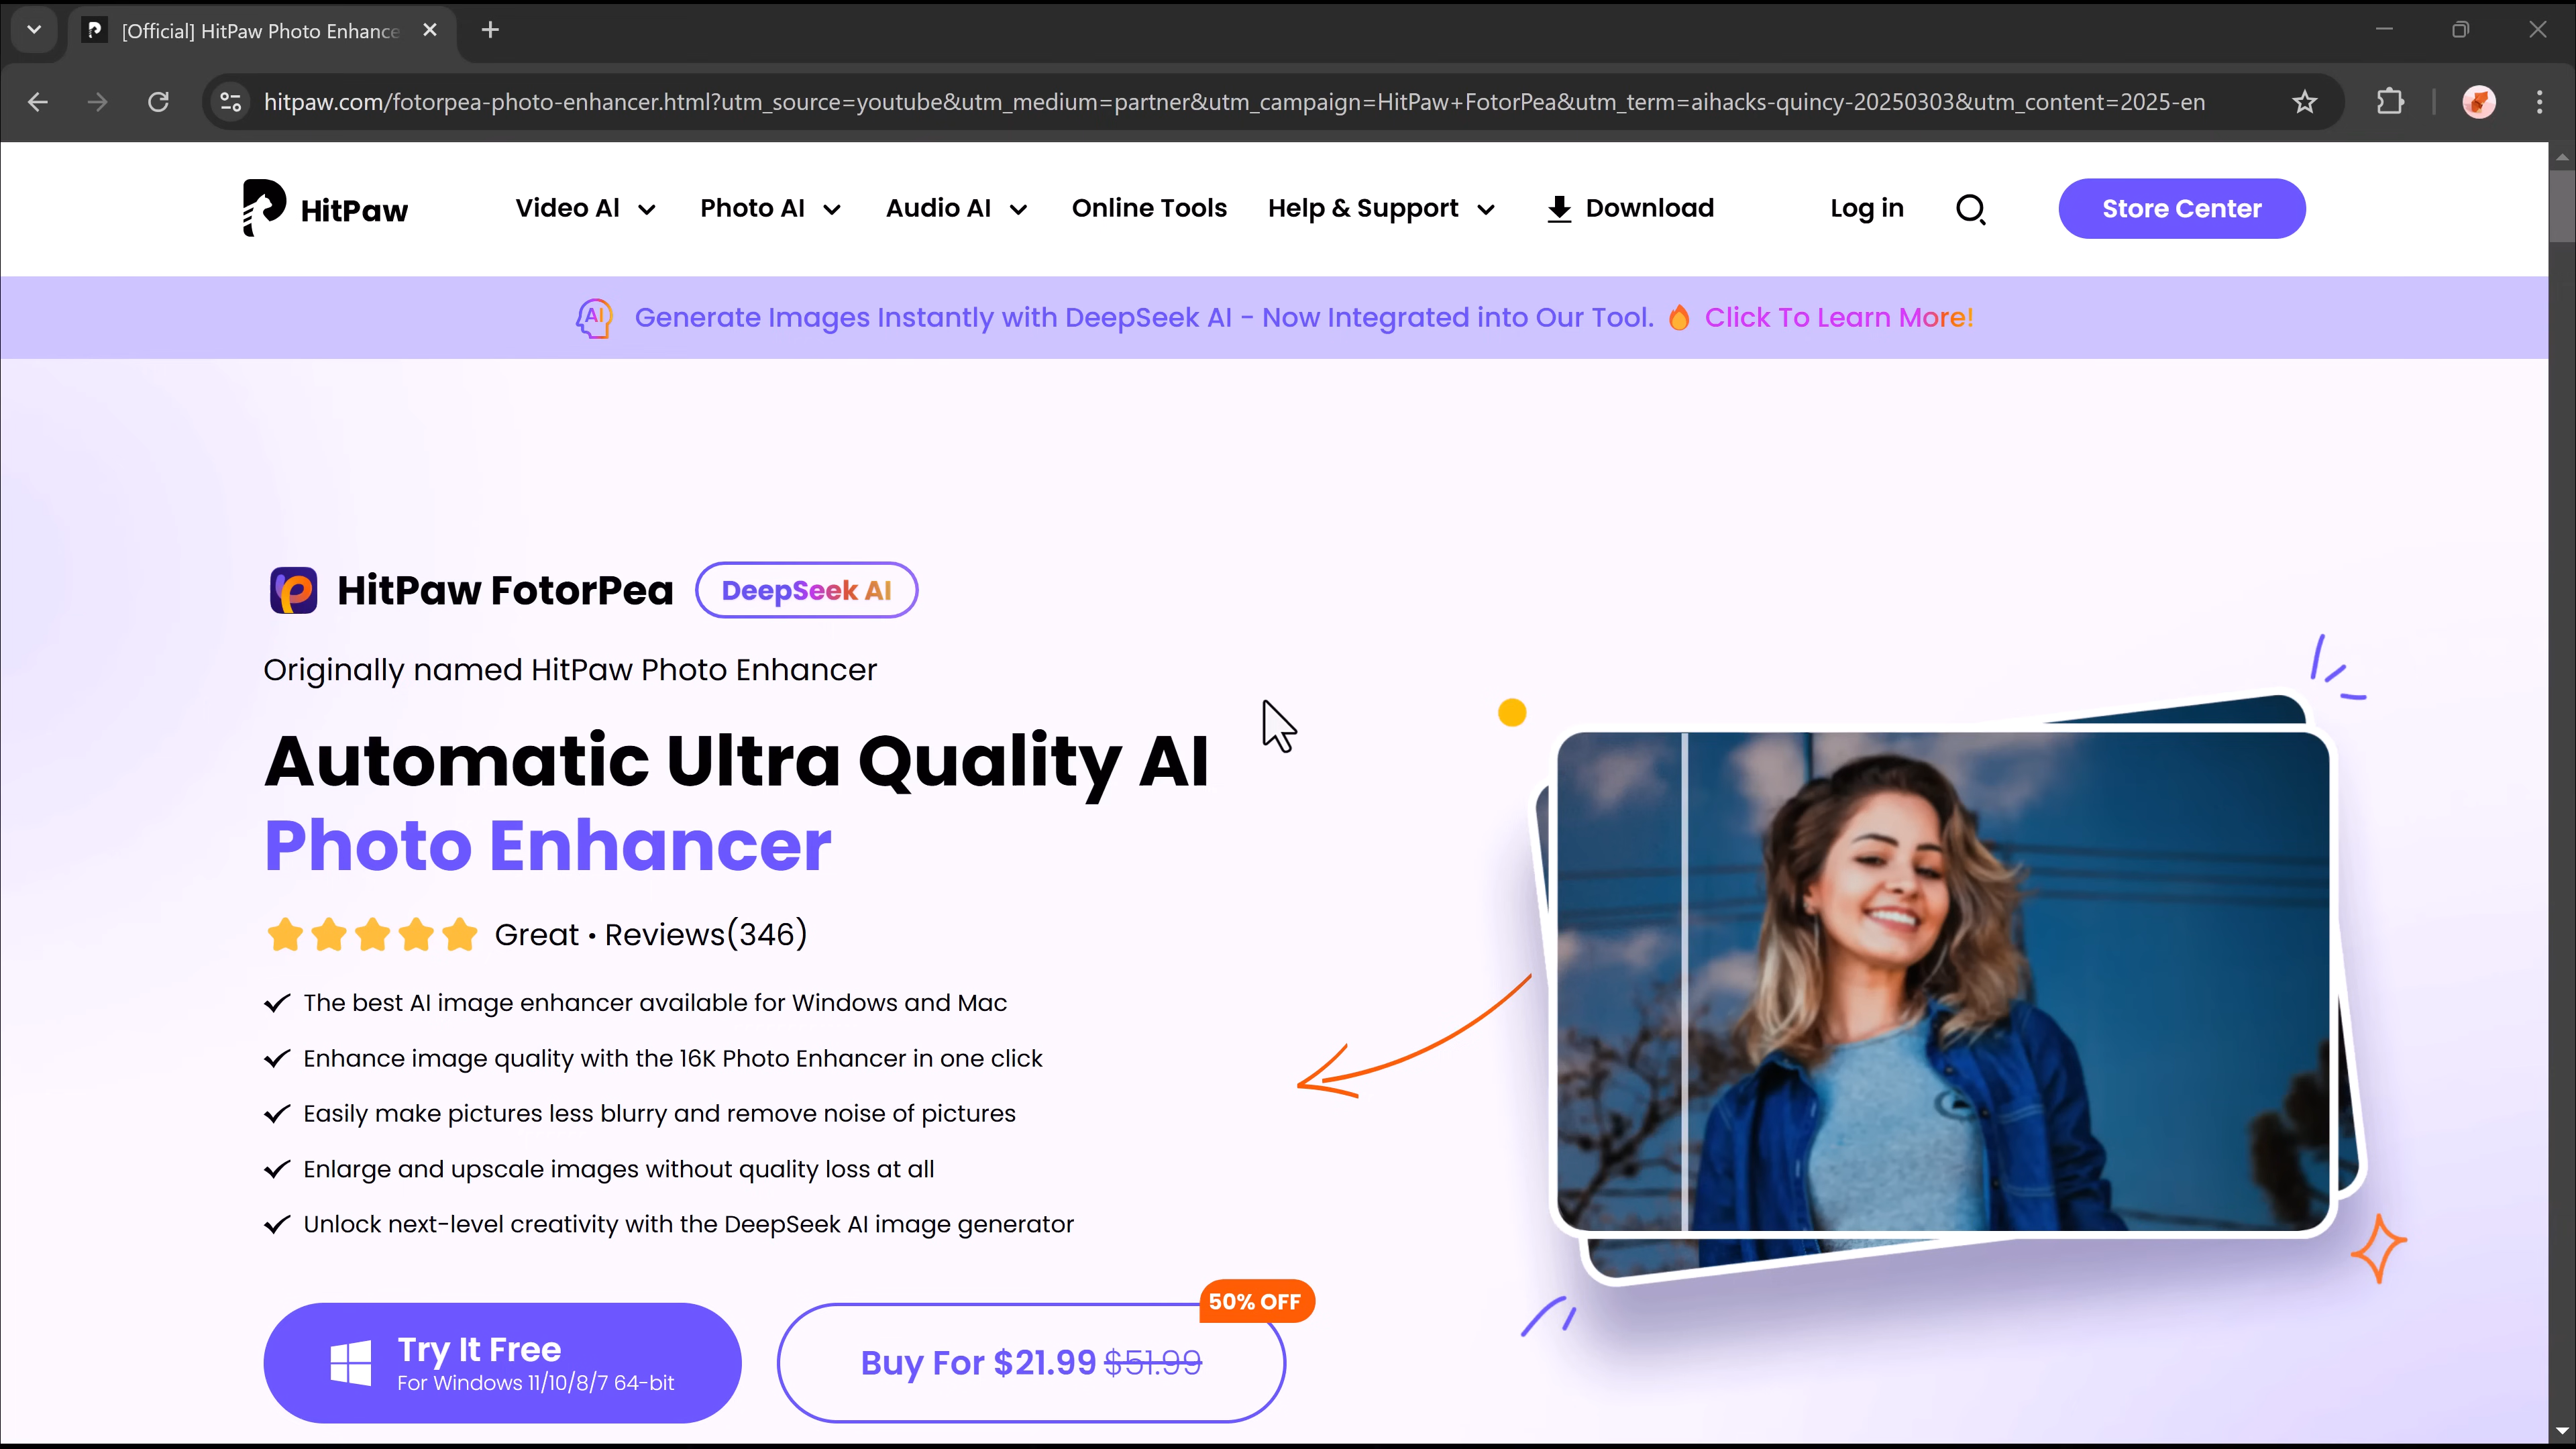 [Official] HitPaw Photo Enhance
hitpaw.com/fotorpea-photo-enhancer.html?utm_source=youtube&utm_medium=partner&utm_campaign=HitPaw+FotorPea&utm_term=aihacks-quincy-20250303&utm_content=2025-en
HitPaw Video AI Photo AI Audio AI Online Tools Help & Support Download Log in Store Center
AI Generate Images Instantly with DeepSeek AI - Now Integrated into Our Tool. Click To Learn More!
HitPaw FotorPea DeepSeek AI
Originally named HitPaw Photo Enhancer
Automatic Ultra Quality AI
Photo Enhancer
Great • Reviews(346)
The best AI image enhancer available for Windows and Mac
Enhance image quality with the 16K Photo Enhancer in one click
Easily make pictures less blurry and remove noise of pictures
Enlarge and upscale images without quality loss at all
Unlock next-level creativity with the DeepSeek AI image generator
50% OFF
Try It Free
For Windows 11/10/8/7 64-bit
Buy For $21.99 $51.99